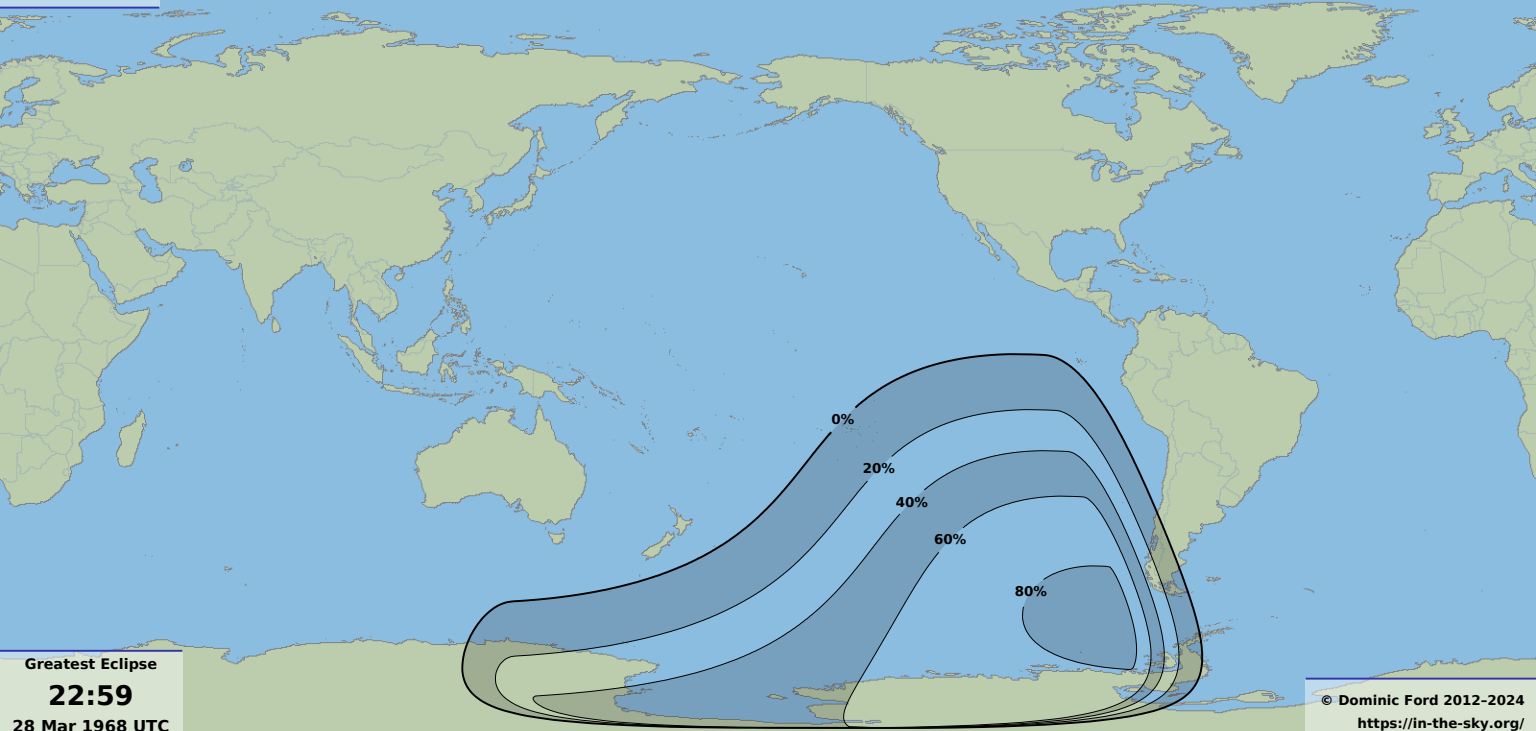 0%
20%
40%
60%
80%
Greatest Eclipse
22:59
28 Mar 1968 UTC
© Dominic Ford 2012–2024
https://in-the-sky.org/